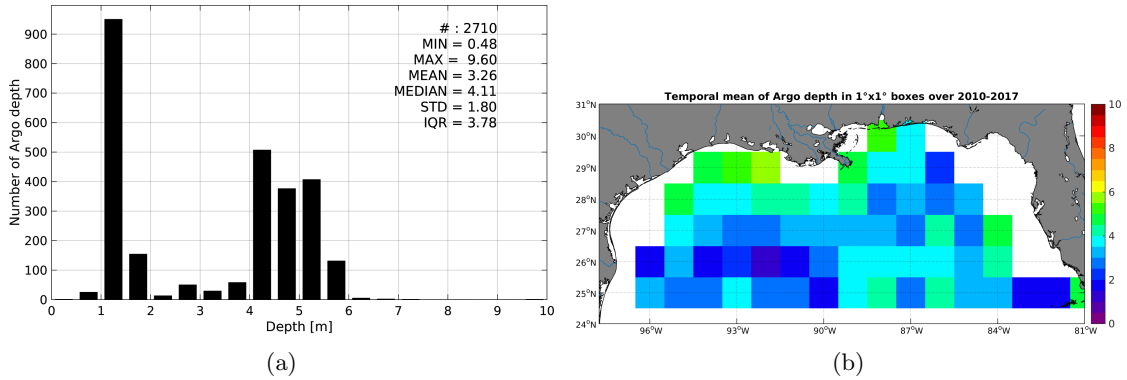 # : 2710
MIN = 0.48
MAX = 9.60
MEAN = 3.26
MEDIAN = 4.11
STD = 1.80
IQR = 3.78
900
800
700
600
500
400
300
200
100
0
Number of Argo depth
0 1 2 3 4 5 6 7 8 9 10
Depth [m]
(a)
Temporal mean of Argo depth in 1°x1° boxes over 2010-2017
31°N
30°N
29°N
28°N
27°N
26°N
25°N
24°N
96°W 93°W 90°W 87°W 84°W 81°W
10
8
6
4
2
0
(b)